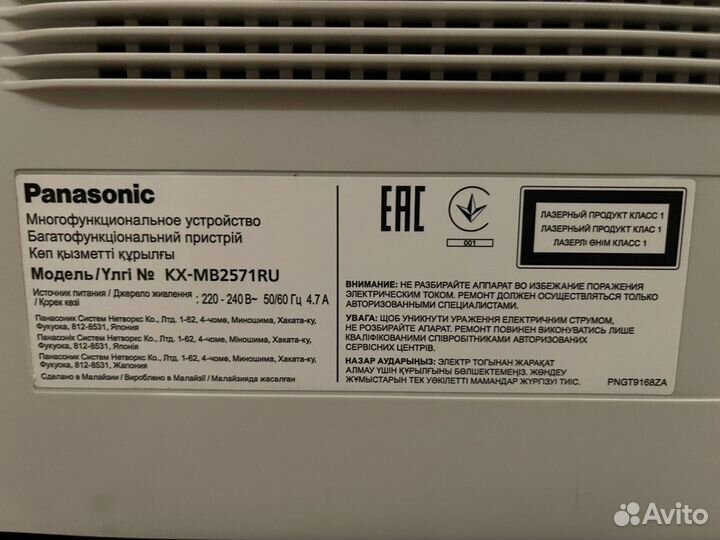 Panasonic
Многофункциональное устройство
Багатофункціональний пристрій
Көп қызметті құрылғы
Модель/Үлгі № KX-MB2571RU
Источник питания / Джерело живлення
/ Қорек көзі : 220 - 240 В~ 50/60 Гц 4.7 A
Панасоник Систем Нетворкс Ко., Лтд. 1-62, 4-чоме, Миношима, Хаката-ку,
Фукуока, 812-8531, Япония
Панасонік Систем Нетворкс Ко., Лтд. 1-62, 4-чоме, Міношима, Хаката-ку,
Фукуока, 812-8531, Японія
Панасоник Систем Нетворкс Ко., Лтд. 1-62, 4-чоме, Миношима, Хаката-ку,
Фукуока, 812-8531, Жапония
Сделано в Малайзии / Вироблено в Малайзії / Малайзияда жасалған
EAC
001
ЛАЗЕРНЫЙ ПРОДУКТ КЛАСС 1
ЛАЗЕРНЫИЙ ПРОДУКТ КЛАС 1
ЛАЗЕРЛІ ӨНІМ КЛАСС 1
ВНИМАНИЕ: НЕ РАЗБИРАЙТЕ АППАРАТ ВО ИЗБЕЖАНИЕ ПОРАЖЕНИЯ
ЭЛЕКТРИЧЕСКИМ ТОКОМ. РЕМОНТ ДОЛЖЕН ОСУЩЕСТВЛЯТЬСЯ ТОЛЬКО
АВТОРИЗОВАННЫМИ СПЕЦИАЛИСТАМИ.
УВАГА: ЩОБ УНИКНУТИ УРАЖЕННЯ ЕЛЕКТРИЧНИМ СТРУМОМ,
НЕ РОЗБИРАЙТЕ АПАРАТ. РЕМОНТ ПОВИНЕН ВИКОНУВАТИСЬ ЛИШЕ
КВАЛІФІКОВАНИМИ СПІВРОБІТНИКАМИ АВТОРИЗОВАНИХ
СЕРВІСНИХ ЦЕНТРІВ.
НАЗАР АУДАРЫҢЫЗ: ЭЛЕКТР ТОГЫНАН ЖАРАҚАТ
АЛМАУ ҮШІН ҚҰРЫЛҒЫНЫ БӨЛШЕКТЕМЕҢІЗ. ЖӨНДЕУ
ЖҰМЫСТАРЫН ТЕК УӘКІЛЕТТІ МАМАНДАР ЖҮРГІЗУІ ТИІС.
PNGT9168ZA
Avito